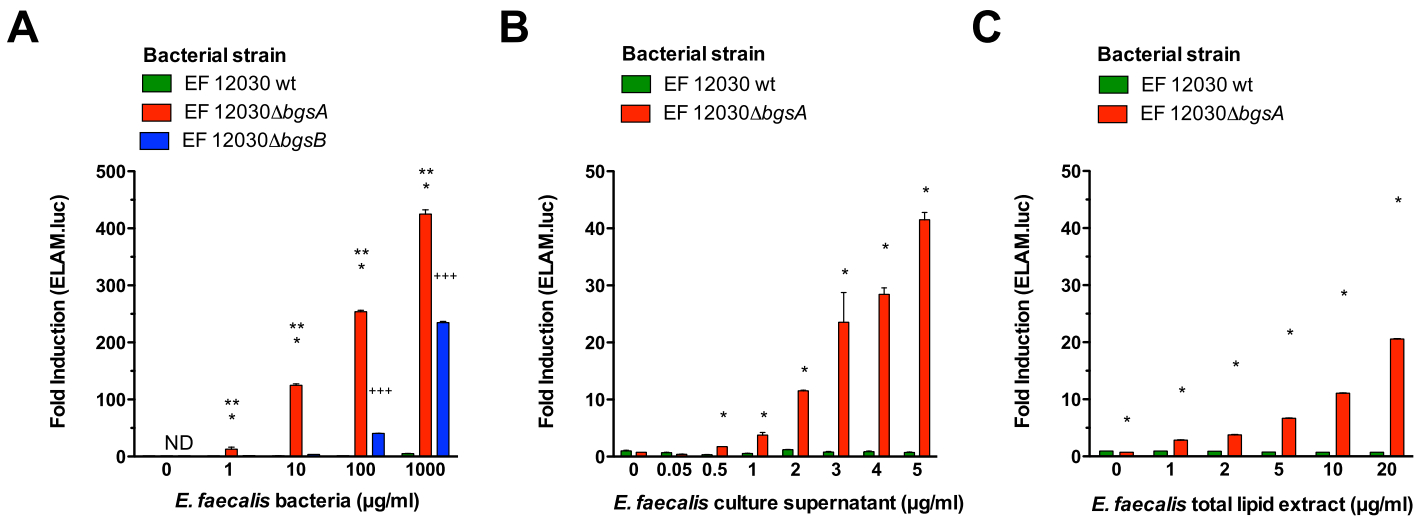 A
Bacterial strain
EF 12030 wt
EF 12030ΔbgsA
EF 12030ΔbgsB
Fold Induction (ELAM.luc)
500
400
300
200
100
0
**
*
**
*
**
*
**
*
+++
+++
ND
0 1 10 100 1000
E. faecalis bacteria (µg/ml)
B
Bacterial strain
EF 12030 wt
EF 12030ΔbgsA
Fold Induction (ELAM.luc)
50
40
30
20
10
0
* * * * * *
0 0.05 0.5 1 2 3 4 5
E. faecalis culture supernatant (µg/ml)
C
Bacterial strain
EF 12030 wt
EF 12030ΔbgsA
Fold Induction (ELAM.luc)
50
40
30
20
10
0
* * * * * *
0 1 2 5 10 20
E. faecalis total lipid extract (µg/ml)